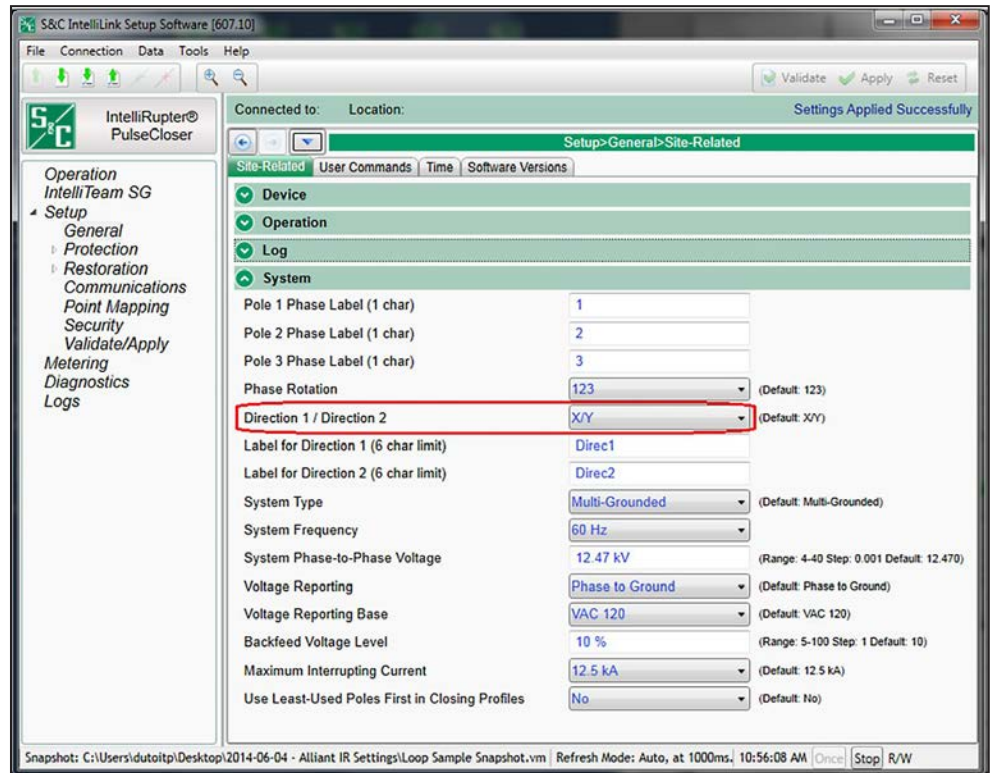 S&C IntelliLink Setup Software [607.10]
File Connection Data Tools Help
Validate Apply Reset
S&C
IntelliRupter®
PulseCloser
Connected to: Location: Settings Applied Successfully
Setup>General>Site-Related
Site-Related User Commands Time Software Versions
Operation
IntelliTeam SG
Setup
General
Protection
Restoration
Communications
Point Mapping
Security
Validate/Apply
Metering
Diagnostics
Logs
Device
Operation
Log
System
Pole 1 Phase Label (1 char) 1
Pole 2 Phase Label (1 char) 2
Pole 3 Phase Label (1 char) 3
Phase Rotation 123 (Default: 123)
Direction 1 / Direction 2 X/Y (Default: X/Y)
Label for Direction 1 (6 char limit) Direc1
Label for Direction 2 (6 char limit) Direc2
System Type Multi-Grounded (Default: Multi-Grounded)
System Frequency 60 Hz
System Phase-to-Phase Voltage 12.47 kV (Range: 4-40 Step: 0.001 Default: 12.470)
Voltage Reporting Phase to Ground (Default: Phase to Ground)
Voltage Reporting Base VAC 120 (Default: VAC 120)
Backfeed Voltage Level 10 % (Range: 5-100 Step: 1 Default: 10)
Maximum Interrupting Current 12.5 kA (Default: 12.5 kA)
Use Least-Used Poles First in Closing Profiles No (Default: No)
Snapshot: C:\Users\dutoitp\Desktop\2014-06-04 - Alliant IR Settings\Loop Sample Snapshot.vm Refresh Mode: Auto, at 1000ms. 10:56:08 AM Once Stop R/W